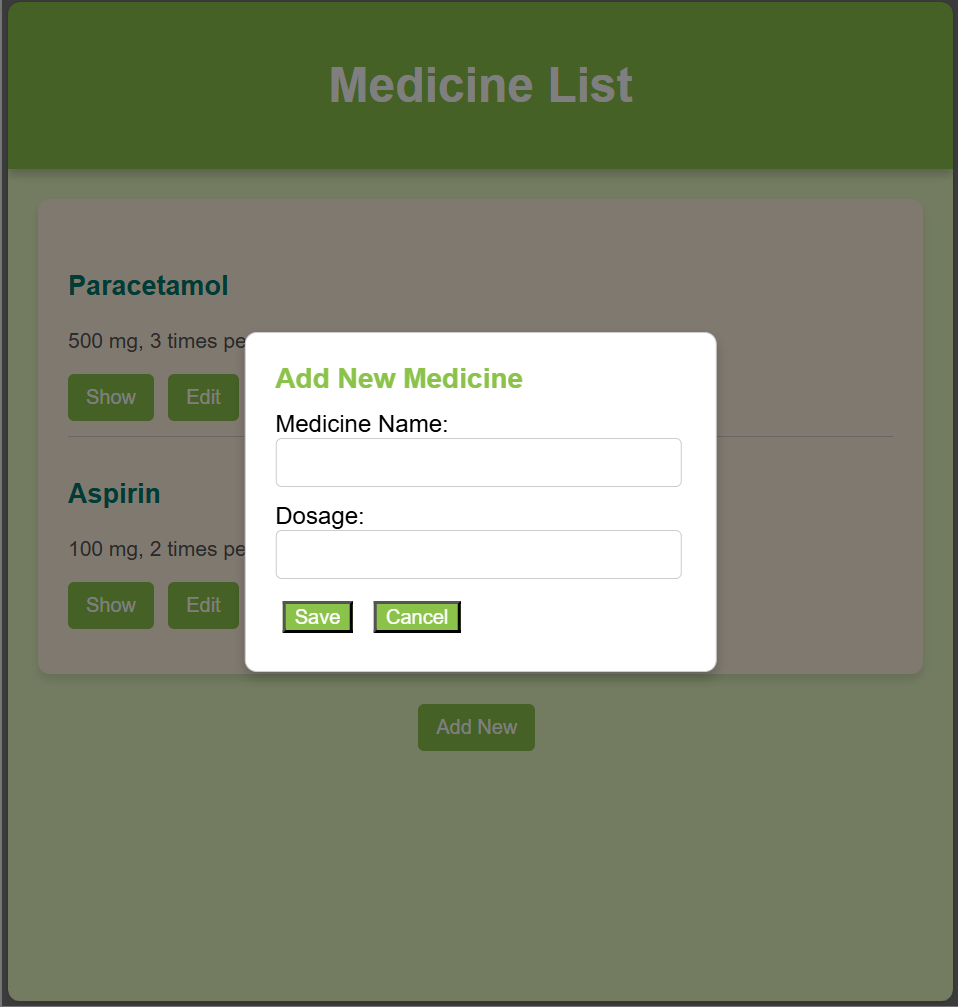 Medicine List
Paracetamol
500 mg, 3 times pe
Show Edit
Aspirin
100 mg, 2 times pe
Show Edit
Add New Medicine
Medicine Name:
Dosage:
Save Cancel
Add New